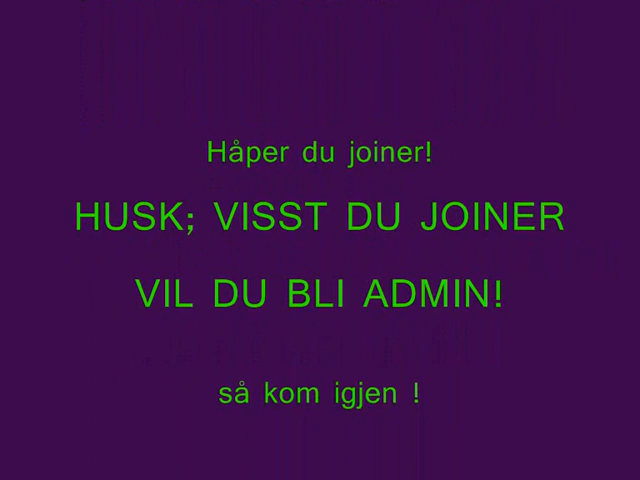 Håper du joiner!
HUSK; VISST DU JOINER
VIL DU BLI ADMIN!
så kom igjen !